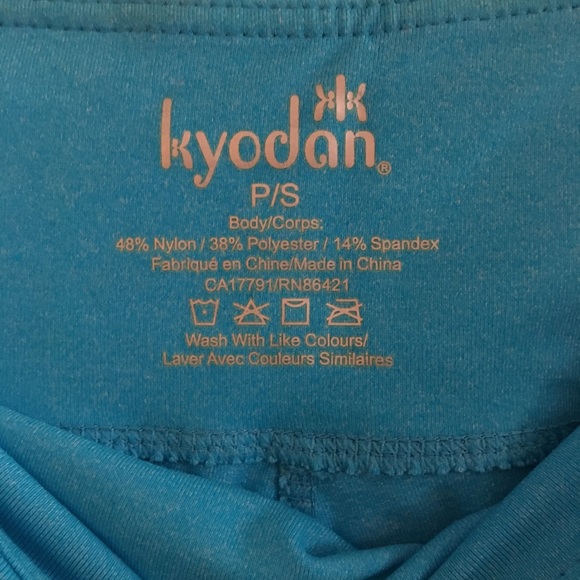 kyodan®
P/S
Body/Corps:
48% Nylon / 38% Polyester / 14% Spandex
Fabriqué en Chine/Made in China
CA17791/RN86421
Wash With Like Colours/
Laver Avec Couleurs Similaires